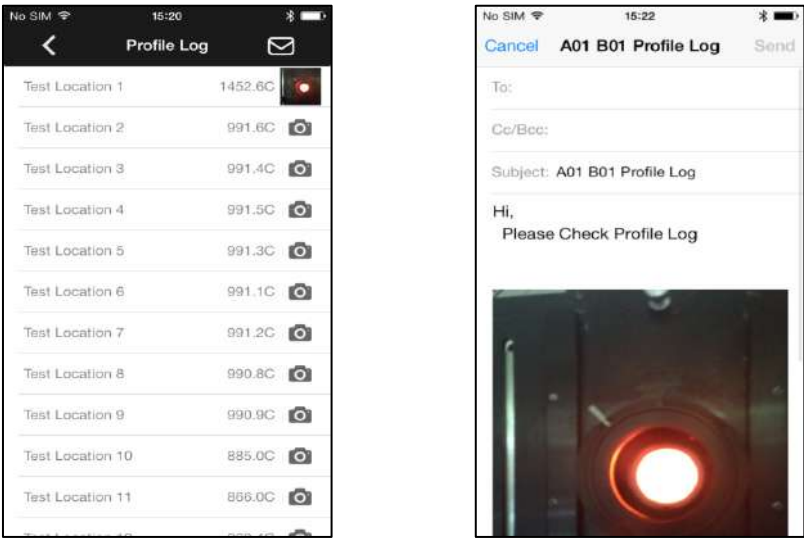 No SIM 15:20
Profile Log
Test Location 1 1452.6C
Test Location 2 991.6C
Test Location 3 991.4C
Test Location 4 991.5C
Test Location 5 991.3C
Test Location 6 991.1C
Test Location 7 991.2C
Test Location 8 990.8C
Test Location 9 990.9C
Test Location 10 885.0C
Test Location 11 866.0C
No SIM 15:22
Cancel A01 B01 Profile Log Send
To:
Cc/Bcc:
Subject: A01 B01 Profile Log
Hi,
Please Check Profile Log